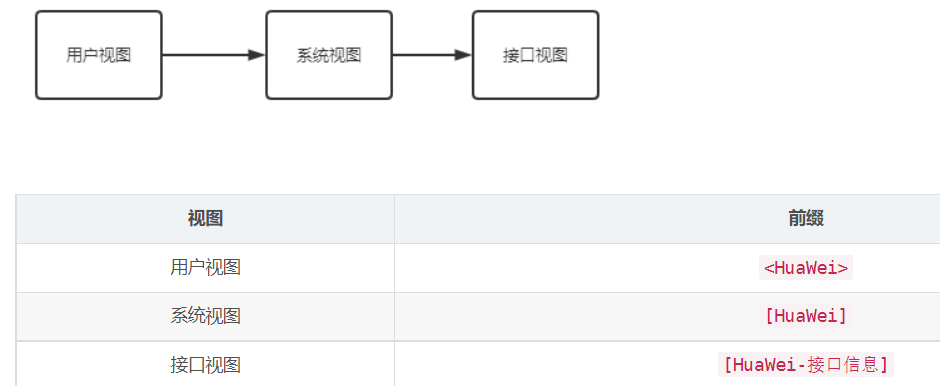 用户视图 系统视图 接口视图
视图 前缀
用户视图 <HuaWei>
系统视图 [HuaWei]
接口视图 [HuaWei-接口信息]